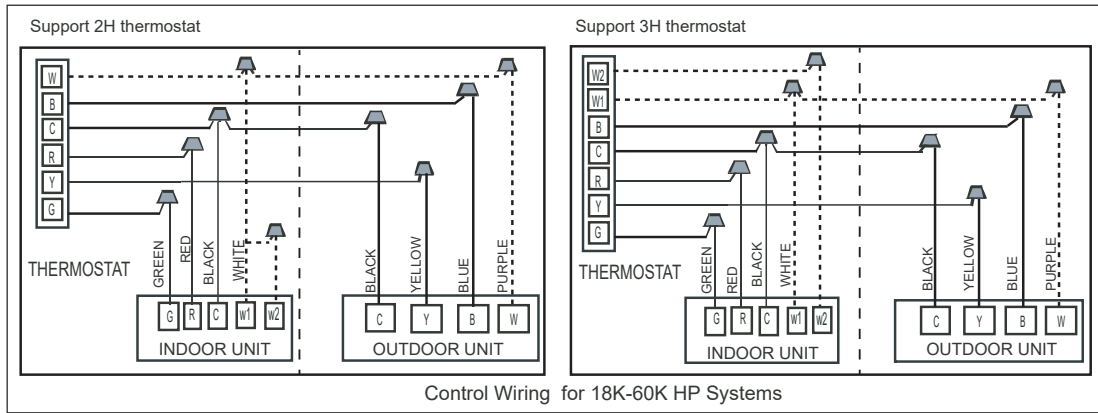 Support 2H thermostat
W
B
C
R
Y
G
THERMOSTAT
GREEN
RED
BLACK
WHITE
BLACK
YELLOW
BLUE
PURPLE
G R C w1 w2
C Y B W
INDOOR UNIT
OUTDOOR UNIT
Support 3H thermostat
W2
W1
B
C
R
Y
G
THERMOSTAT
GREEN
RED
BLACK
WHITE
BLACK
YELLOW
BLUE
PURPLE
G R C w1 w2
C Y B W
INDOOR UNIT
OUTDOOR UNIT
Control Wiring for 18K-60K HP Systems